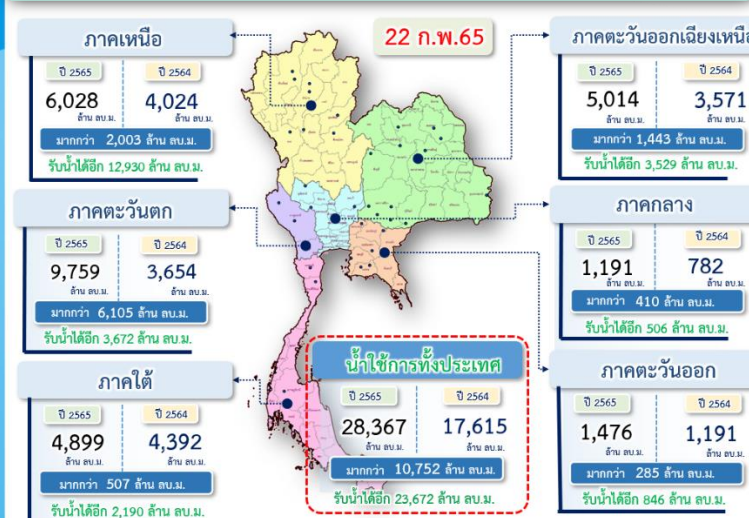 22 ก.พ.65
ภาคเหนือ
ปี 2565 ปี 2564
6,028 4,024
ล้าน ลบ.ม. ล้าน ลบ.ม.
มากกว่า 2,003 ล้าน ลบ.ม.
รับน้ำได้อีก 12,930 ล้าน ลบ.ม.
ภาคตะวันออกเฉียงเหนือ
ปี 2565 ปี 2564
5,014 3,571
ล้าน ลบ.ม. ล้าน ลบ.ม.
มากกว่า 1,443 ล้าน ลบ.ม.
รับน้ำได้อีก 3,529 ล้าน ลบ.ม.
ภาคตะวันตก
ปี 2565 ปี 2564
9,759 3,654
ล้าน ลบ.ม. ล้าน ลบ.ม.
มากกว่า 6,105 ล้าน ลบ.ม.
รับน้ำได้อีก 3,672 ล้าน ลบ.ม.
ภาคกลาง
ปี 2565 ปี 2564
1,191 782
ล้าน ลบ.ม. ล้าน ลบ.ม.
มากกว่า 410 ล้าน ลบ.ม.
รับน้ำได้อีก 506 ล้าน ลบ.ม.
ภาคใต้
ปี 2565 ปี 2564
4,899 4,392
ล้าน ลบ.ม. ล้าน ลบ.ม.
มากกว่า 507 ล้าน ลบ.ม.
รับน้ำได้อีก 2,190 ล้าน ลบ.ม.
น้ำใช้การทั้งประเทศ
ปี 2565 ปี 2564
28,367 17,615
ล้าน ลบ.ม. ล้าน ลบ.ม.
มากกว่า 10,752 ล้าน ลบ.ม.
รับน้ำได้อีก 23,672 ล้าน ลบ.ม.
ภาคตะวันออก
ปี 2565 ปี 2564
1,476 1,191
ล้าน ลบ.ม. ล้าน ลบ.ม.
มากกว่า 285 ล้าน ลบ.ม.
รับน้ำได้อีก 846 ล้าน ลบ.ม.